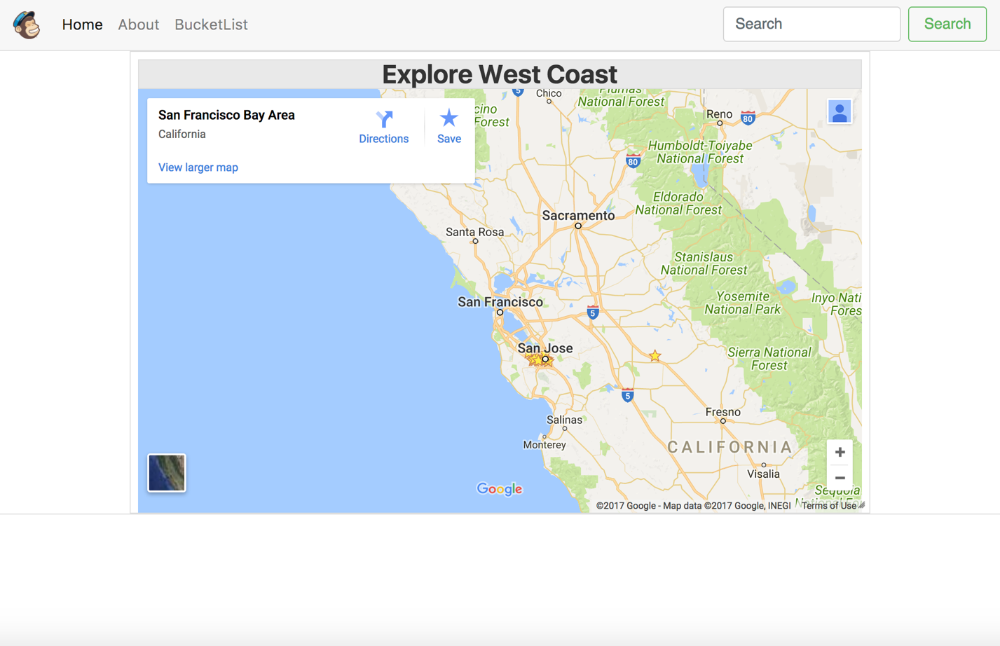 Home About BucketList
Search
Search
Explore West Coast
San Francisco Bay Area
California
Directions
Save
View larger map
5
Chico
Plumas
National Forest
cino
Forest
Reno
80
Humboldt-Toiyabe
National Forest
80
Eldorado
National Forest
Sacramento
Santa Rosa
Stanislaus
National Forest
Yosemite
National Park
Inyo Nati
Fores
San Francisco
5
San Jose
Sierra National
Forest
5
Fresno
Salinas
CALIFORNIA
Monterey
Visalia
+
−
Sequoia
Google
©2017 Google - Map data ©2017 Google, INEGI
Terms of Use